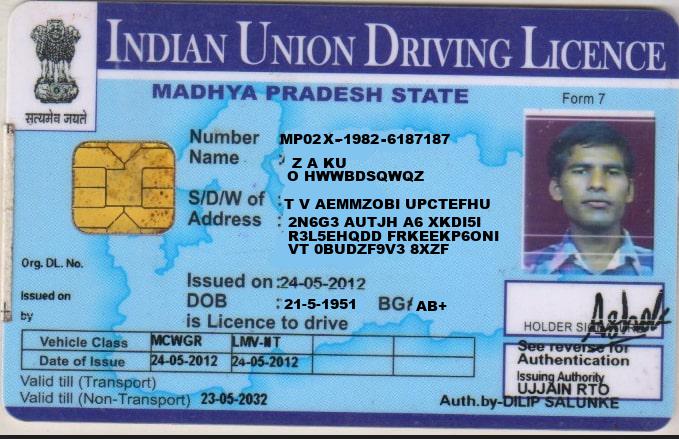 INDIAN UNION DRIVING LICENCE
सत्यमेव जयते
MADHYA PRADESH STATE
Form 7
Number MP02X-1982-6187187
Name : Z A KU
O HWWBDSQWQZ
S/D/W of : T V AEMMZOBI UPCTEFHU
Address : 2N6G3 AUTJH A6 XKDI5I
R3L5EHQDD FRKEEKP6ONI
VT 0BUDZF9V3 8XZF
Org. DL. No.
Issued on
by
Issued on :24-05-2012
DOB :21-5-1951 BG/ AB+
is Licence to drive
Vehicle Class MCWGR LMV-NT
Date of Issue 24-05-2012 24-05-2012
Valid till (Transport)
Valid till (Non-Transport) 23-05-2032
HOLDER SIGNATURE
See reverse for
Authentication
Issuing Authority
UJJAIN RTO
Auth.by-DILIP SALUNKE